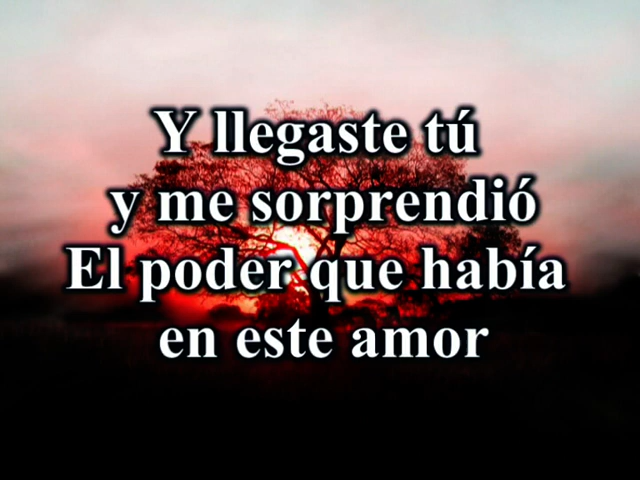 Y llegaste tú
y me sorprendió
El poder que había
en este amor